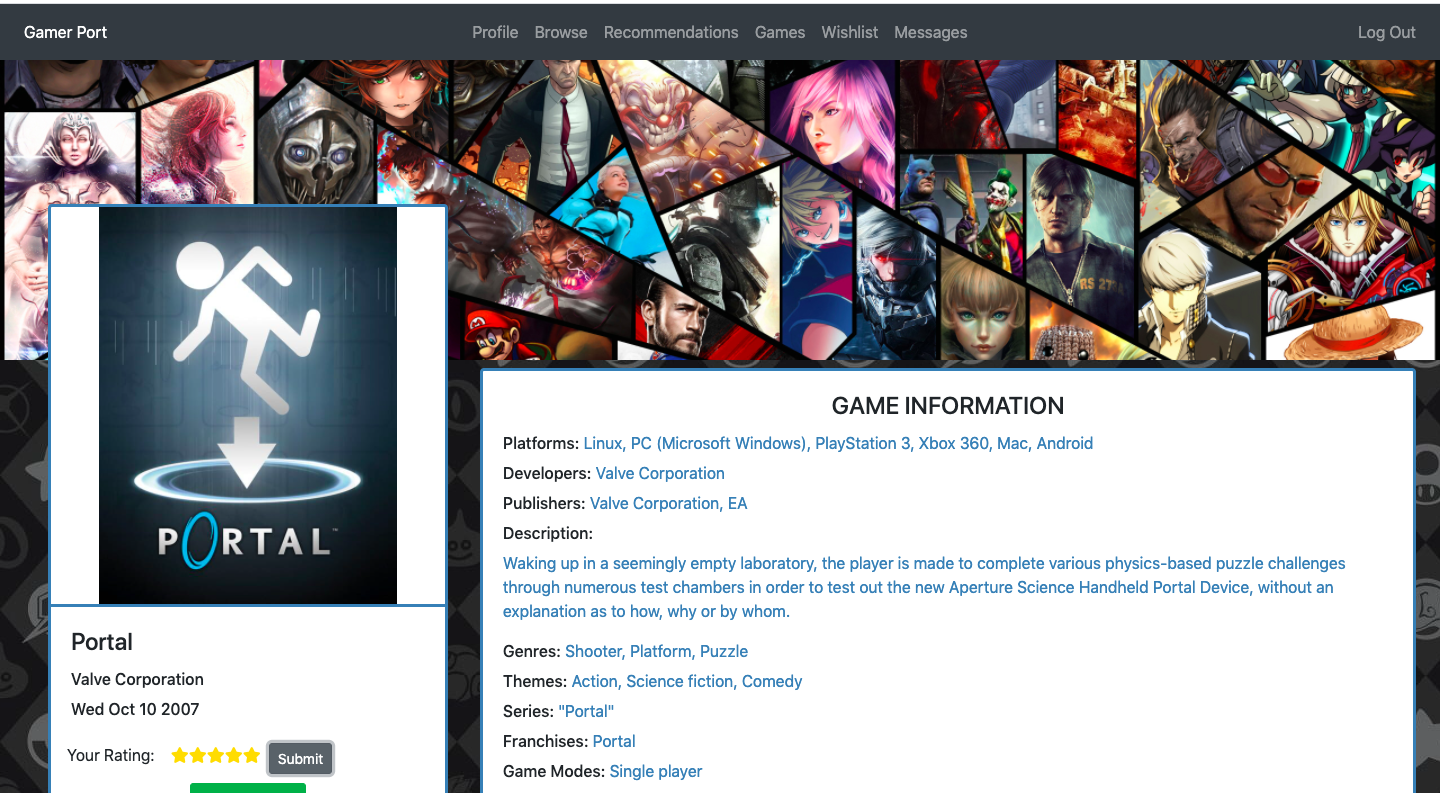 Gamer Port
Profile Browse Recommendations Games Wishlist Messages
Log Out
PORTAL™
Portal
Valve Corporation
Wed Oct 10 2007
Your Rating: Submit
GAME INFORMATION
Platforms: Linux, PC (Microsoft Windows), PlayStation 3, Xbox 360, Mac, Android
Developers: Valve Corporation
Publishers: Valve Corporation, EA
Description:
Waking up in a seemingly empty laboratory, the player is made to complete various physics-based puzzle challenges
through numerous test chambers in order to test out the new Aperture Science Handheld Portal Device, without an
explanation as to how, why or by whom.
Genres: Shooter, Platform, Puzzle
Themes: Action, Science fiction, Comedy
Series: "Portal"
Franchises: Portal
Game Modes: Single player